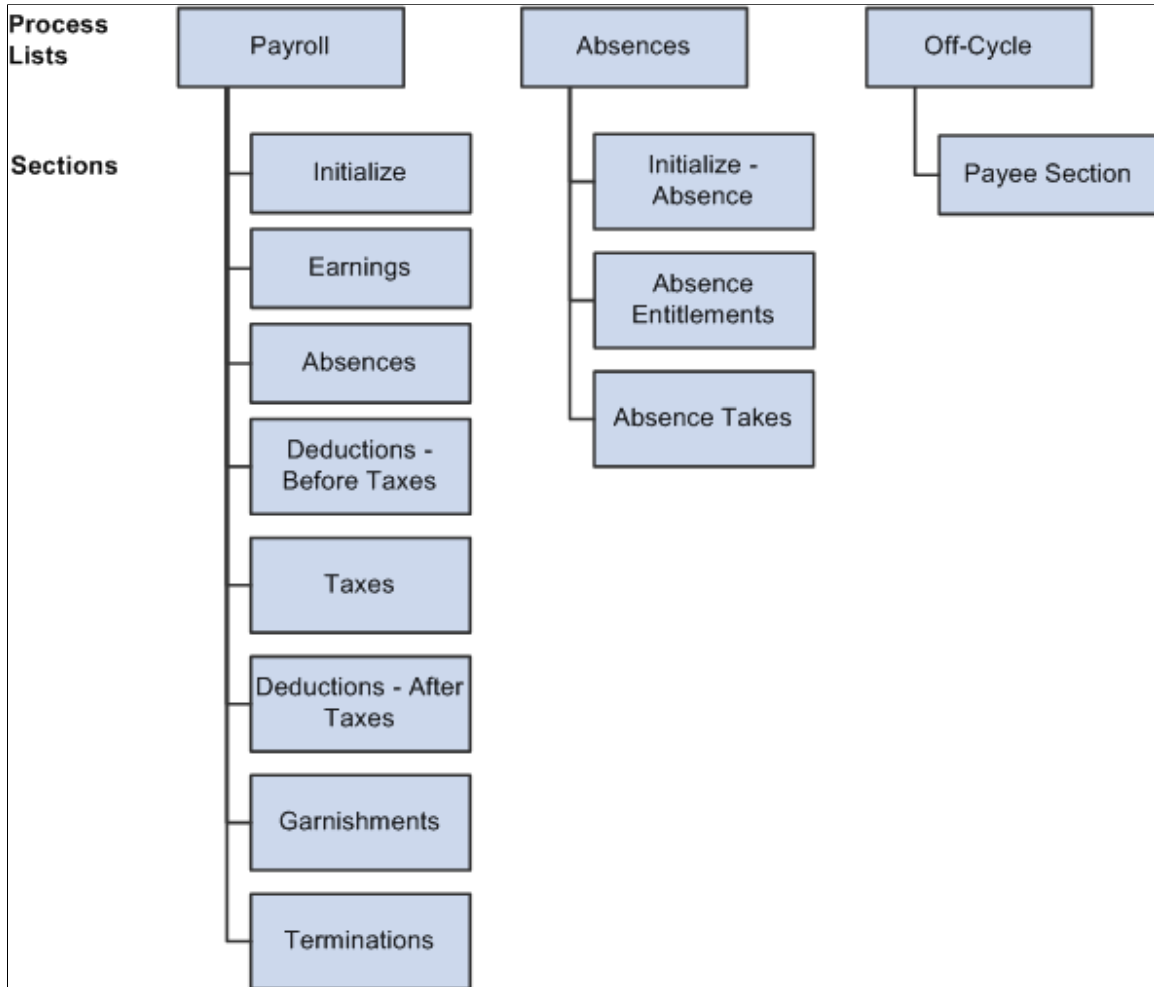 Process
Lists
Payroll
Absences
Off-Cycle
Sections
Initialize
Earnings
Absences
Deductions -
Before Taxes
Taxes
Deductions - After
Taxes
Garnishments
Terminations
Initialize -
Absence
Absence
Entitlements
Absence Takes
Payee Section